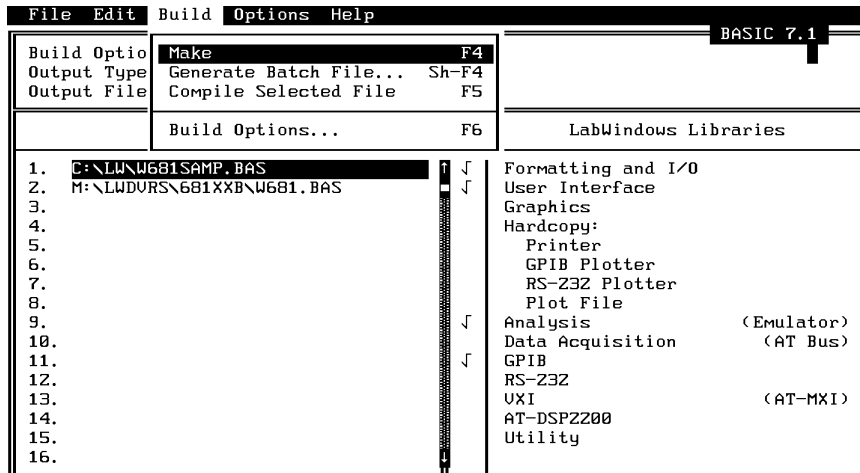 File Edit Build Options Help
BASIC 7.1
Build Optio
Output Type
Output File
Make F4
Generate Batch File... Sh-F4
Compile Selected File F5
Build Options... F6
LabWindows Libraries
1. C:\LW\W681SAMP.BAS ↑ √
2. M:\LWDVRS\681XXB\W681.BAS √
3.
4.
5.
6.
7.
8.
9.
10.
11.
12.
13.
14.
15.
16. ↓
Formatting and I/O
User Interface
Graphics
Hardcopy:
Printer
GPIB Plotter
RS-232 Plotter
Plot File
√ Analysis (Emulator)
Data Acquisition (AT Bus)
√ GPIB
RS-232
VXI (AT-MXI)
AT-DSP2200
Utility